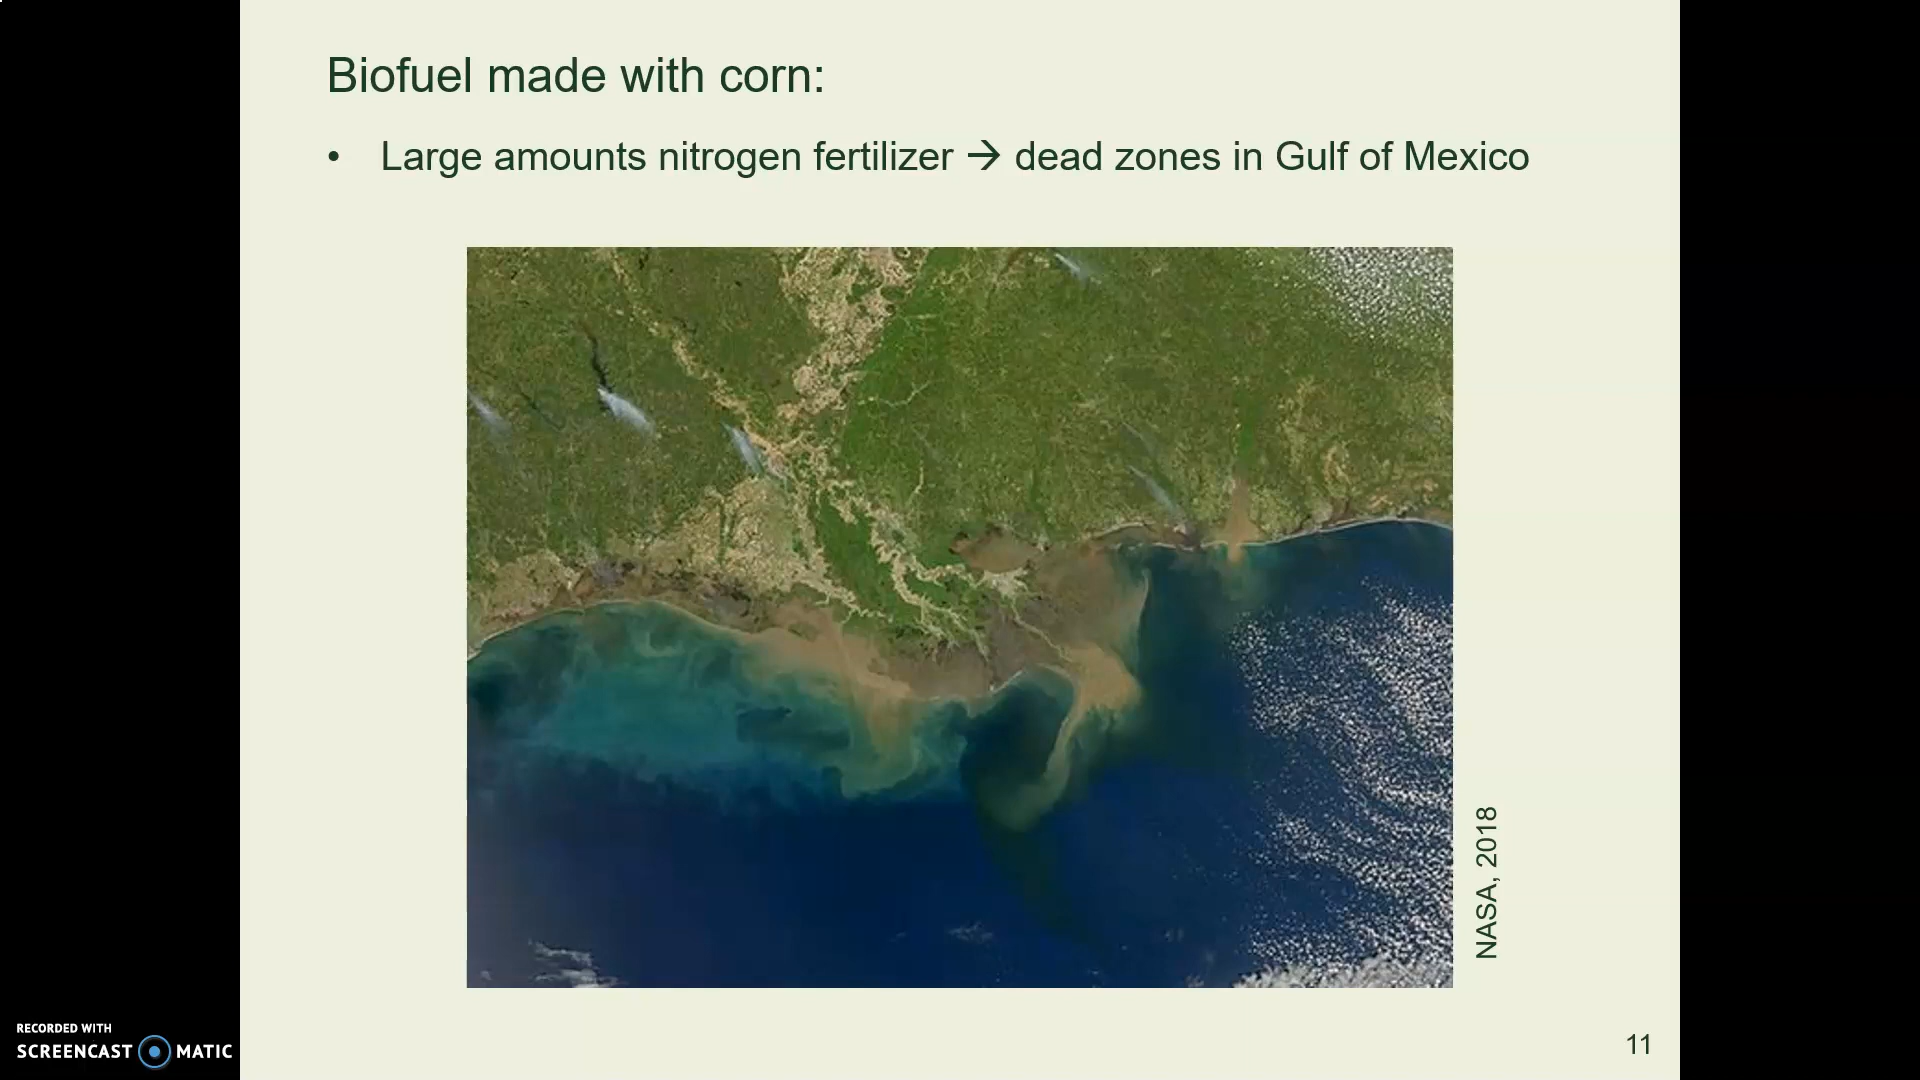 Biofuel made with corn:
• Large amounts nitrogen fertilizer → dead zones in Gulf of Mexico
NASA, 2018
RECORDED WITH
SCREENCAST MATIC
11